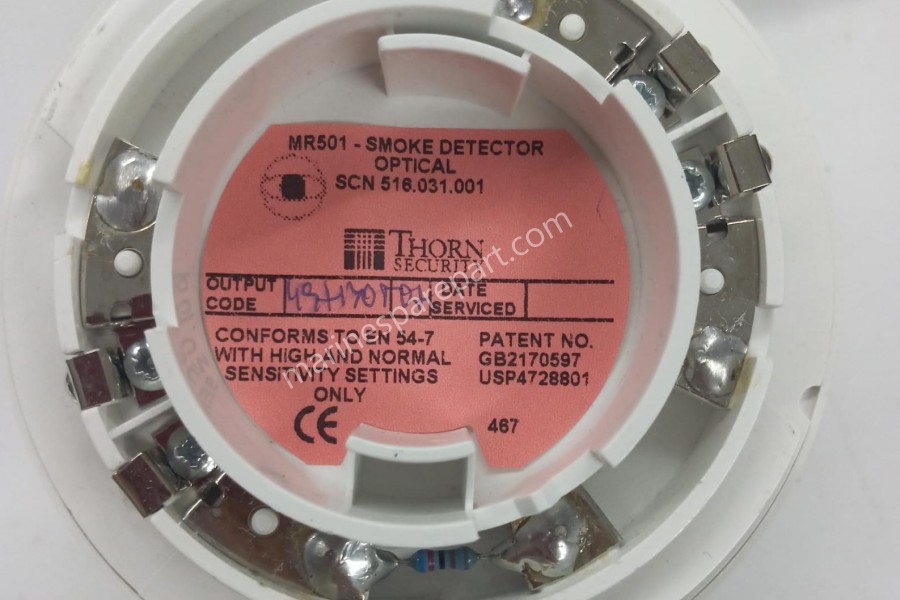 MR501 - SMOKE DETECTOR
OPTICAL
SCN 516.031.001
THORN
SECURITY
OUTPUT
CODE
DATE
SERVICED
CONFORMS TO EN 54-7
WITH HIGH AND NORMAL
SENSITIVITY SETTINGS
ONLY
PATENT NO.
GB2170597
USP4728801
CE
467
marinesparepart.com